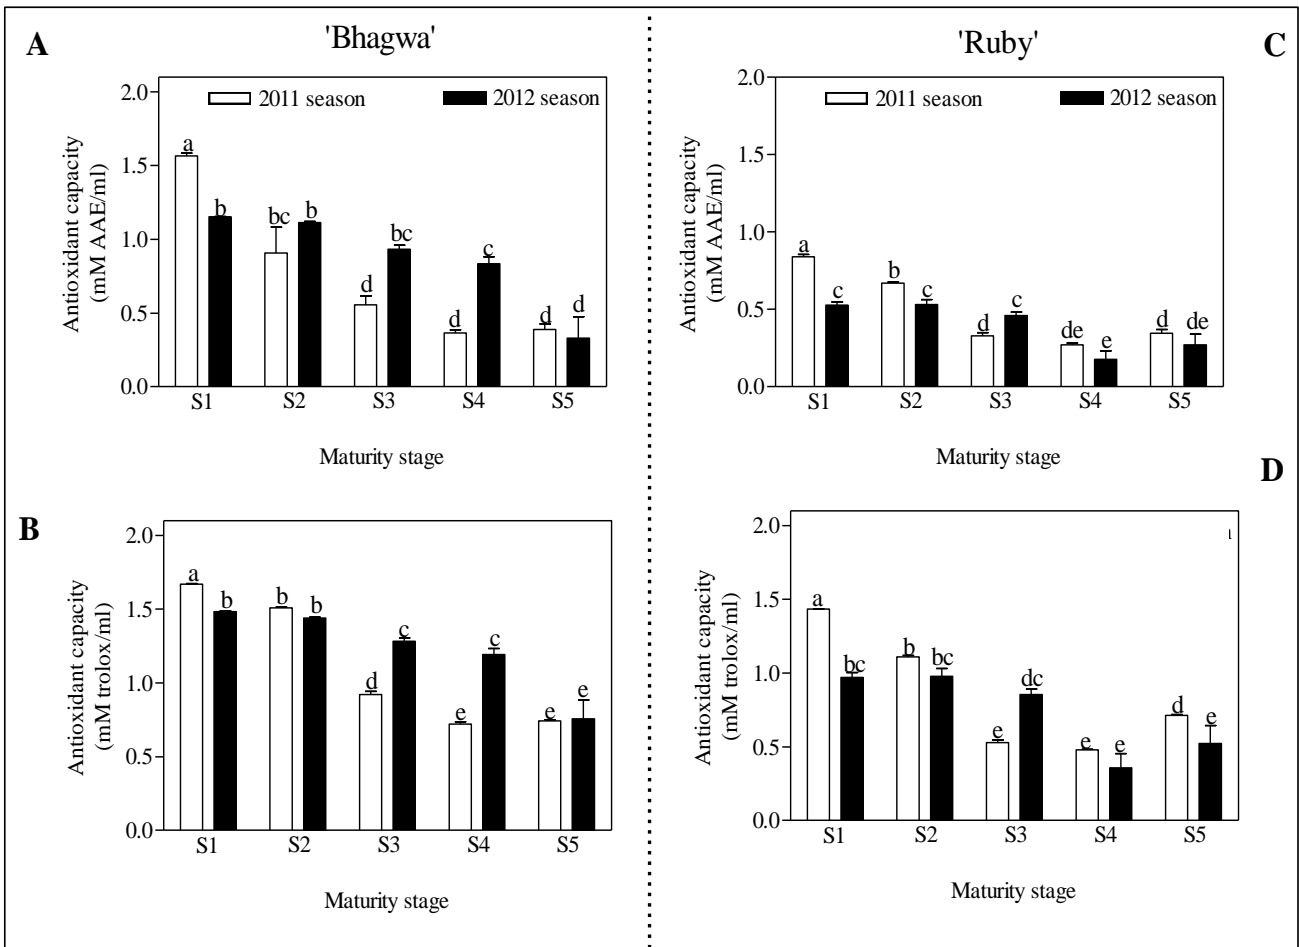 A
'Bhagwa'
2.0
1.5
1.0
0.5
0.0
Antioxidant capacity
(mM AAE/ml)
2011 season
2012 season
a
b
bc
b
d
bc
d
c
d
d
S1
S2
S3
S4
S5
Maturity stage
B
2.0
1.5
1.0
0.5
0.0
Antioxidant capacity
(mM trolox/ml)
a
b
b
b
d
c
e
c
e
e
S1
S2
S3
S4
S5
Maturity stage
'Ruby'
C
2.0
1.5
1.0
0.5
0.0
Antioxidant capacity
(mM AAE/ml)
2011 season
2012 season
a
c
b
c
d
c
de
e
d
de
S1
S2
S3
S4
S5
Maturity stage
D
2.0
1.5
1.0
0.5
0.0
Antioxidant capacity
(mM trolox/ml)
a
bc
b
bc
e
dc
e
e
d
e
S1
S2
S3
S4
S5
Maturity stage